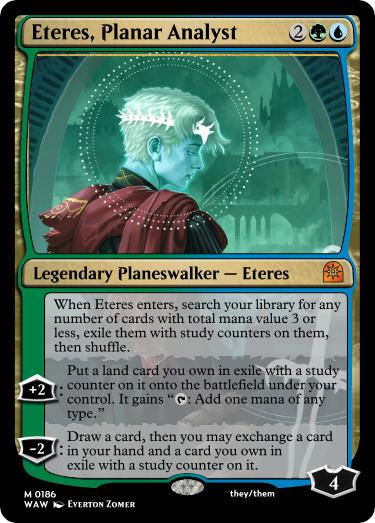 Eteres, Planar Analyst 2
Legendary Planeswalker — Eteres
When Eteres enters, search your library for any
number of cards with total mana value 3 or
less, exile them with study counters on them,
then shuffle.
+2: Put a land card you own in exile with a study
counter on it onto the battlefield under your
control. It gains “: Add one mana of any
type.”
-2: Draw a card, then you may exchange a card
in your hand and a card you own in
exile with a study counter on it.
4
M 0186 they/them
WAW Everton Zomer